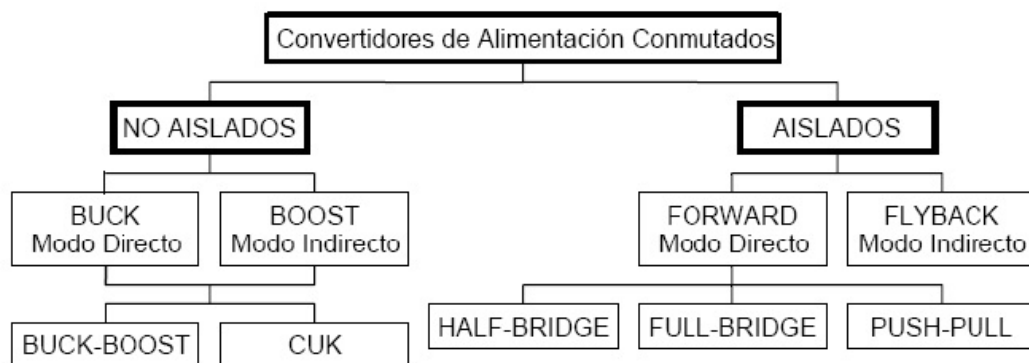 Convertidores de Alimentación Conmutados
NO AISLADOS
AISLADOS
BUCK
Modo Directo
BOOST
Modo Indirecto
FORWARD
Modo Directo
FLYBACK
Modo Indirecto
BUCK-BOOST
CUK
HALF-BRIDGE
FULL-BRIDGE
PUSH-PULL